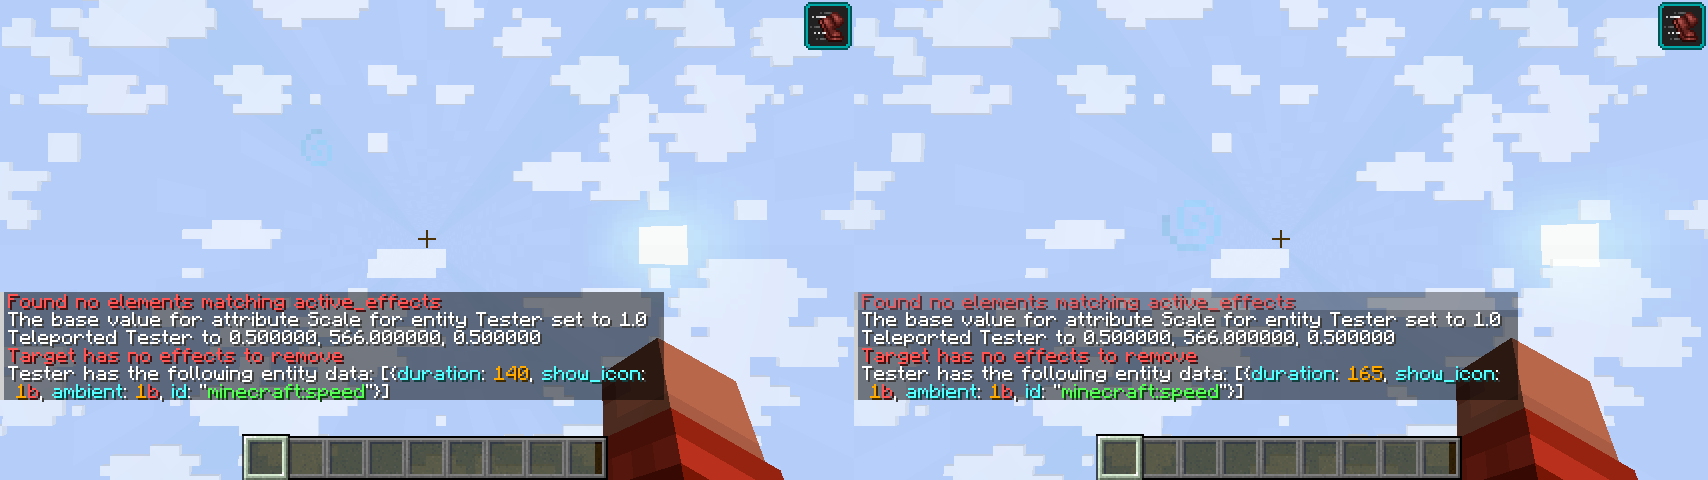 Found no elements matching active_effects
The base value for attribute Scale for entity Tester set to 1.0
Teleported Tester to 0.500000, 566.000000, 0.500000
Target has no effects to remove
Tester has the following entity data: [{duration: 140, show_icon:
1b, ambient: 1b, id: "minecraft:speed"}]
Found no elements matching active_effects
The base value for attribute Scale for entity Tester set to 1.0
Teleported Tester to 0.500000, 566.000000, 0.500000
Target has no effects to remove
Tester has the following entity data: [{duration: 165, show_icon:
1b, ambient: 1b, id: "minecraft:speed"}]